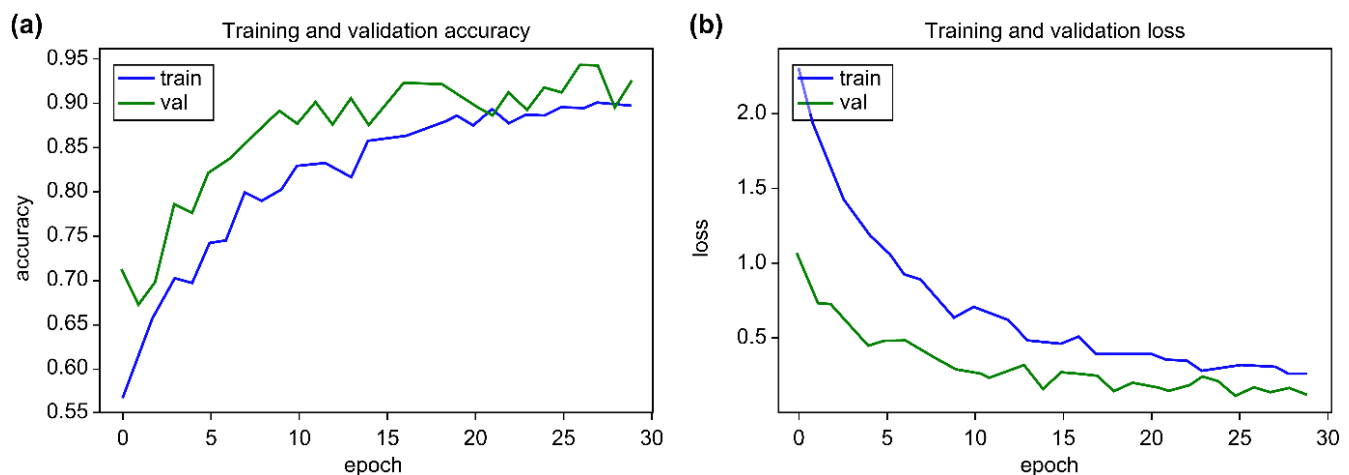 (a)
Training and validation accuracy
train
val
0.95
0.90
0.85
0.80
0.75
0.70
0.65
0.60
0.55
accuracy
0 5 10 15 20 25 30
epoch
(b)
Training and validation loss
train
val
2.0
1.5
1.0
0.5
loss
0 5 10 15 20 25 30
epoch